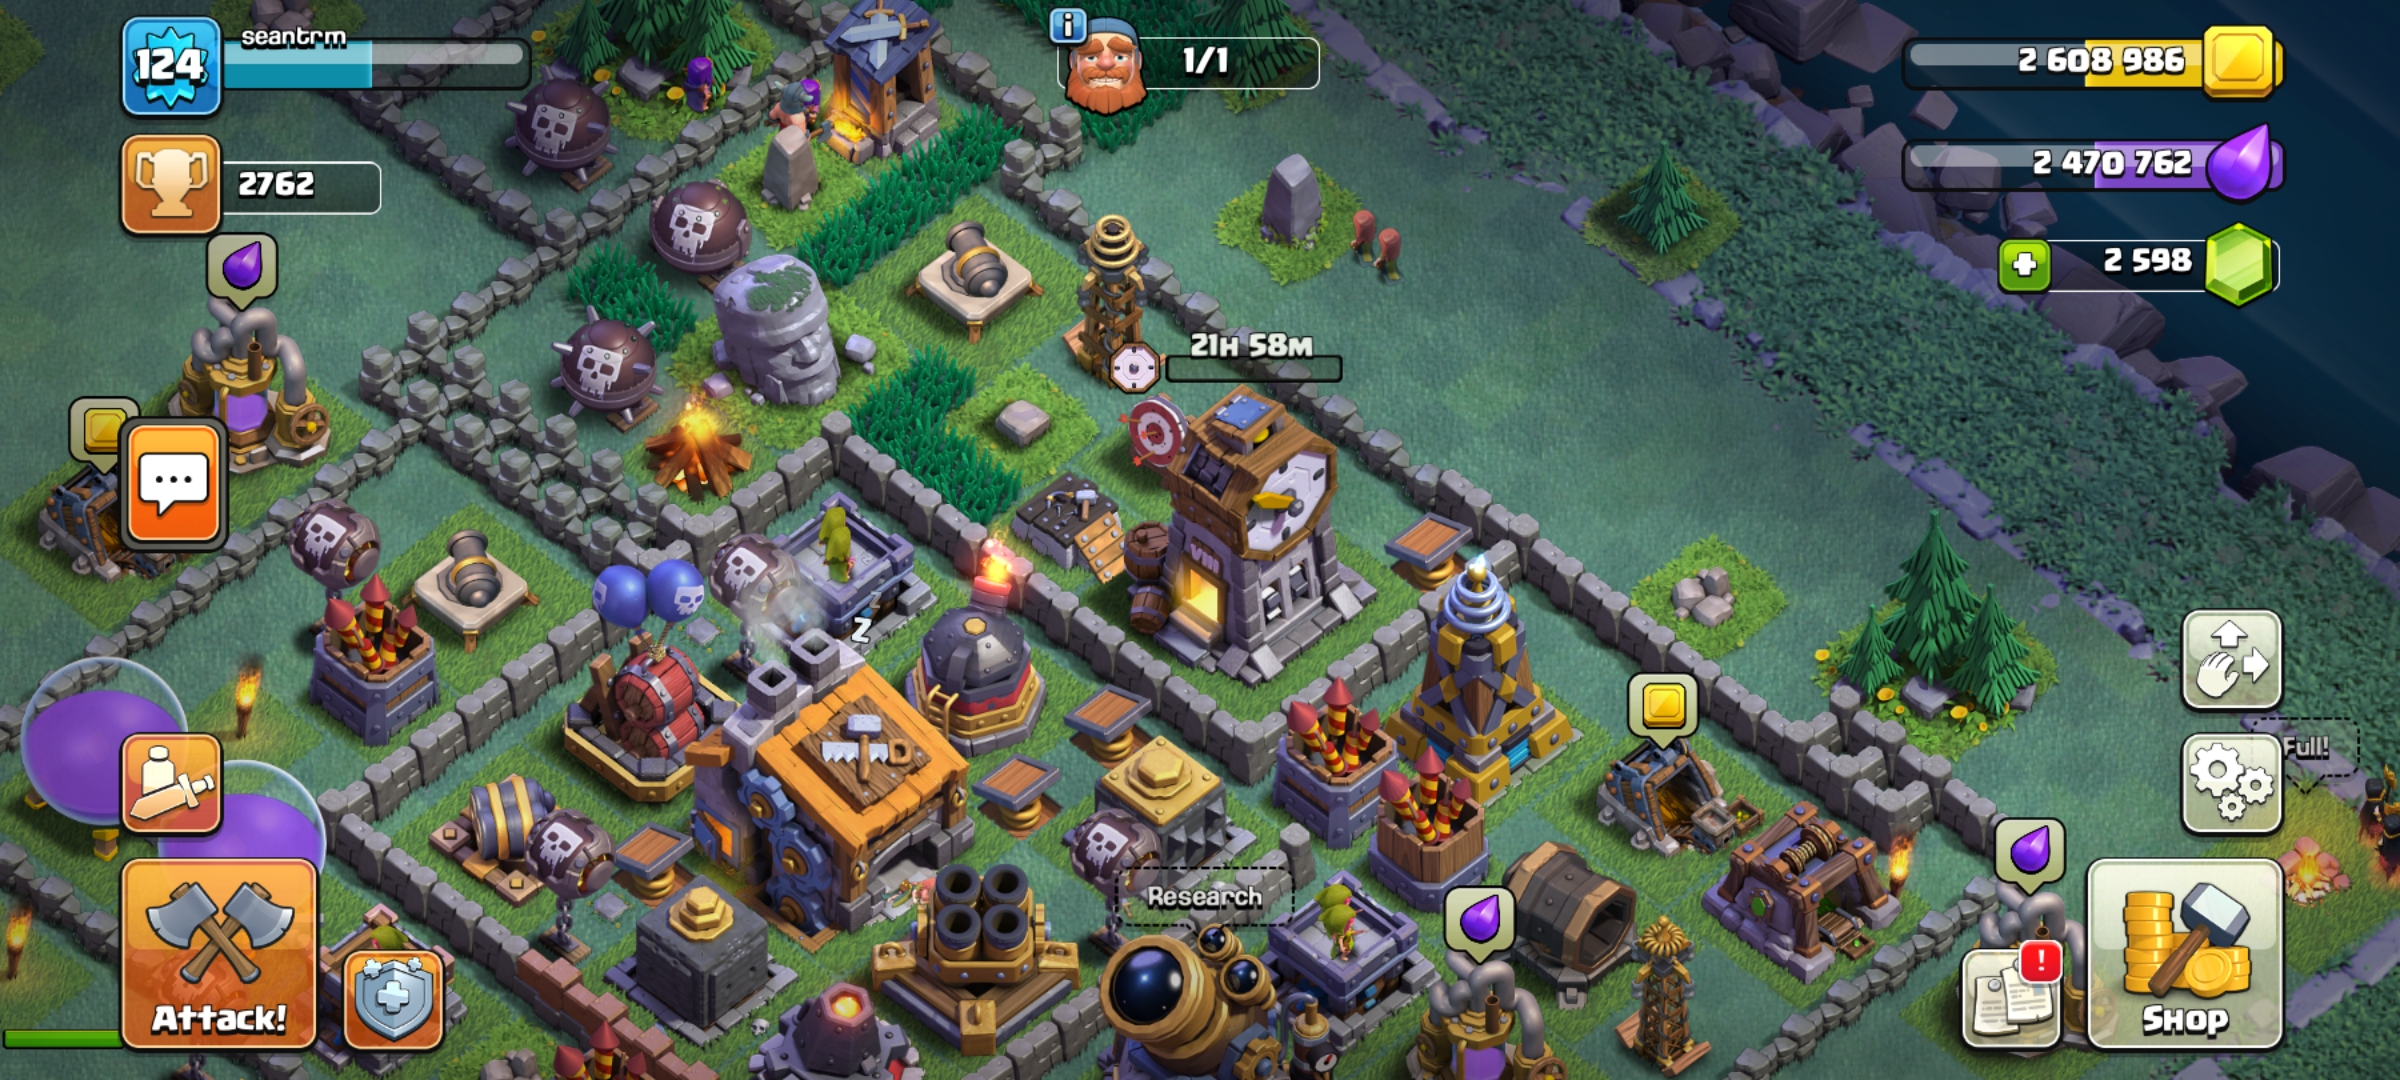 124
seantrm
1/1
2 608 986
2762
2 470 762
2 598
21H 58M
VIII
Z
Z
Full!
Research
Attack!
!
Shop